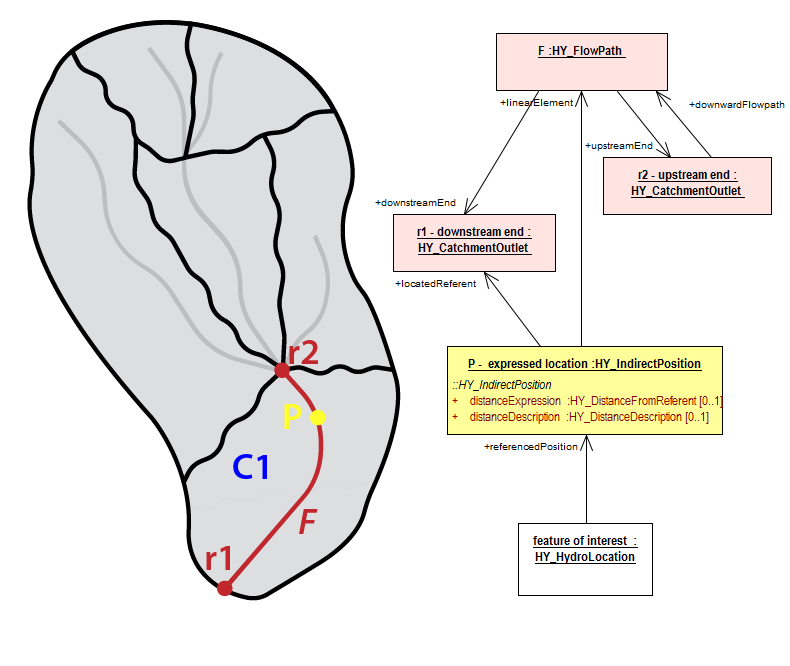 r2
P
C1
F
r1
F :HY_FlowPath
+linearElement
+downwardFlowpath
+upstreamEnd
r2 - upstream end :
HY_CatchmentOutlet
+downstreamEnd
r1 - downstream end :
HY_CatchmentOutlet
+locatedReferent
P -  expressed location :HY_IndirectPosition
::HY_IndirectPosition
+ distanceExpression :HY_DistanceFromReferent [0..1]
+ distanceDescription :HY_DistanceDescription [0..1]
+referencedPosition
feature of interest :
HY_HydroLocation